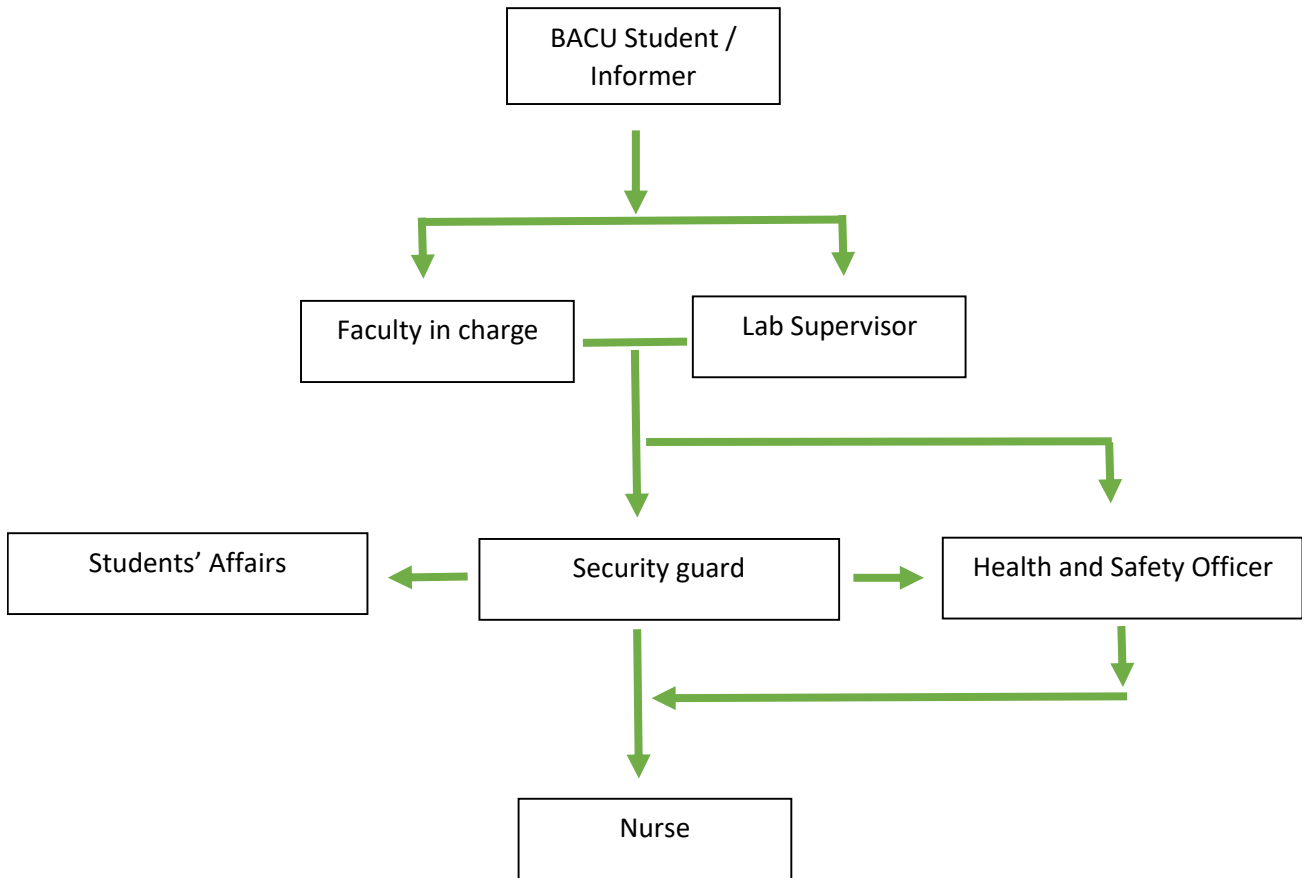 BACU Student /
Informer
Faculty in charge
Lab Supervisor
Students’ Affairs
Security guard
Health and Safety Officer
Nurse